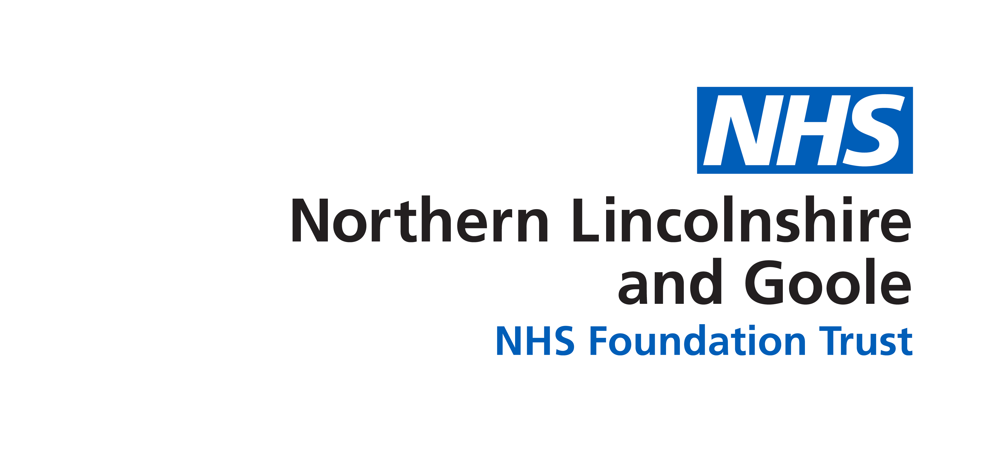 NHS
Northern Lincolnshire
and Goole
NHS Foundation Trust